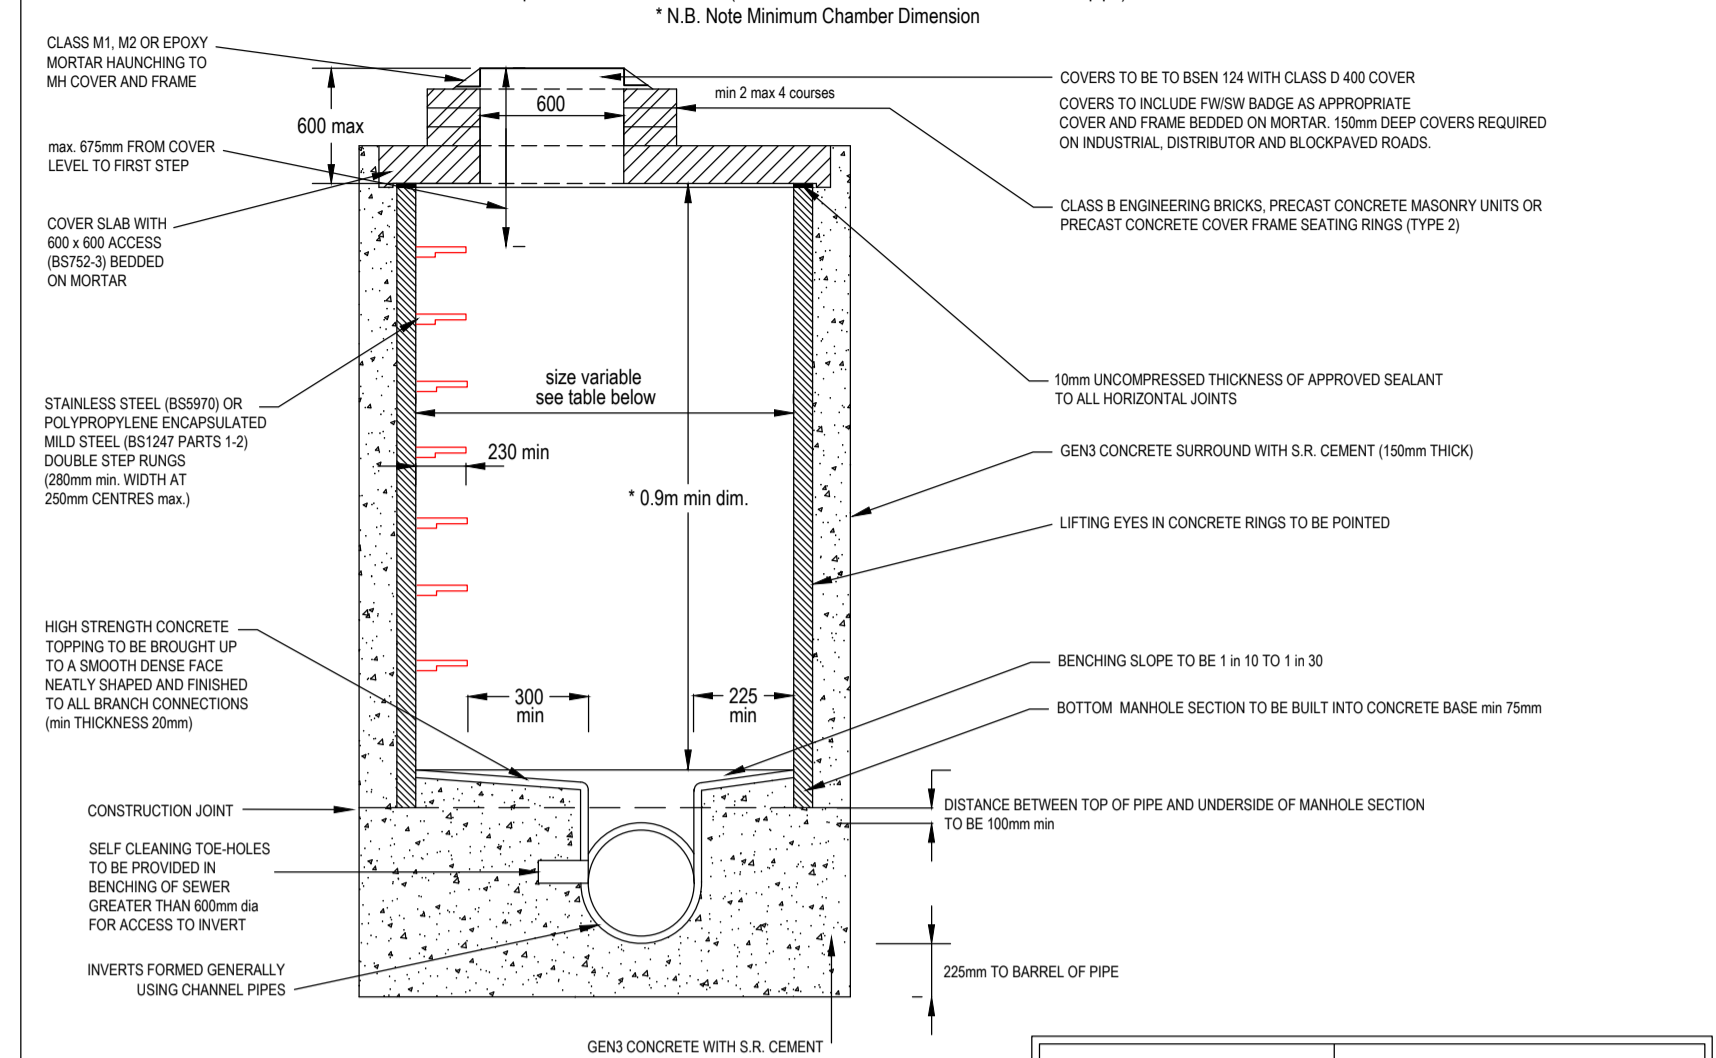 * N.B. Note Minimum Chamber Dimension
CLASS M1, M2 OR EPOXY
MORTAR HAUNCHING TO
MH COVER AND FRAME
600 max
max. 675mm FROM COVER
LEVEL TO FIRST STEP
COVER SLAB WITH
600 x 600 ACCESS
(BS752-3) BEDDED
ON MORTAR
STAINLESS STEEL (BS5970) OR
POLYPROPYLENE ENCAPSULATED
MILD STEEL (BS1247 PARTS 1-2)
DOUBLE STEP RUNGS
(280mm min. WIDTH AT
250mm CENTRES max.)
HIGH STRENGTH CONCRETE
TOPPING TO BE BROUGHT UP
TO A SMOOTH DENSE FACE
NEATLY SHAPED AND FINISHED
TO ALL BRANCH CONNECTIONS
(min THICKNESS 20mm)
CONSTRUCTION JOINT
SELF CLEANING TOE-HOLES
TO BE PROVIDED IN
BENCHING OF SEWER
GREATER THAN 600mm dia
FOR ACCESS TO INVERT
INVERTS FORMED GENERALLY
USING CHANNEL PIPES
600
min 2 max 4 courses
size variable
see table below
230 min
* 0.9m min dim.
300
min
225
min
COVERS TO BE TO BSEN 124 WITH CLASS D 400 COVER
COVERS TO INCLUDE FW/SW BADGE AS APPROPRIATE
COVER AND FRAME BEDDED ON MORTAR. 150mm DEEP COVERS REQUIRED
ON INDUSTRIAL, DISTRIBUTOR AND BLOCKPAVED ROADS.
CLASS B ENGINEERING BRICKS, PRECAST CONCRETE MASONRY UNITS OR
PRECAST CONCRETE COVER FRAME SEATING RINGS (TYPE 2)
10mm UNCOMPRESSED THICKNESS OF APPROVED SEALANT
TO ALL HORIZONTAL JOINTS
GEN3 CONCRETE SURROUND WITH S.R. CEMENT (150mm THICK)
LIFTING EYES IN CONCRETE RINGS TO BE POINTED
BENCHING SLOPE TO BE 1 in 10 TO 1 in 30
BOTTOM MANHOLE SECTION TO BE BUILT INTO CONCRETE BASE min 75mm
DISTANCE BETWEEN TOP OF PIPE AND UNDERSIDE OF MANHOLE SECTION
TO BE 100mm min
225mm TO BARREL OF PIPE
GEN3 CONCRETE WITH S.R. CEMENT